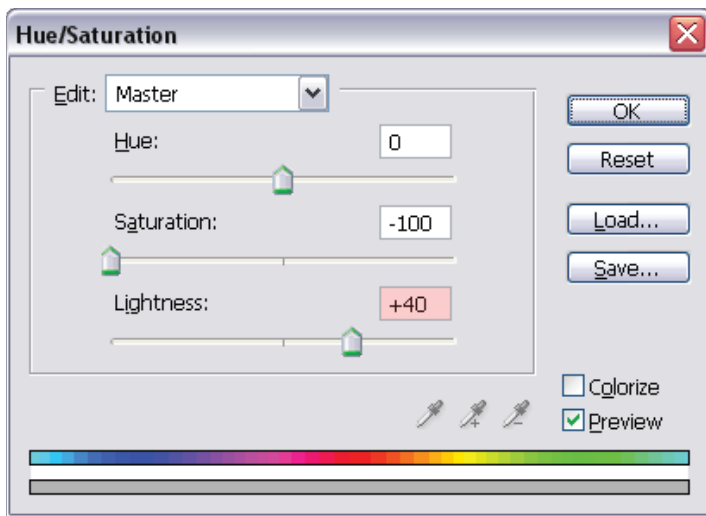 Hue/Saturation
Edit: Master
Hue: 0
Saturation: -100
Lightness: +40
OK
Reset
Load...
Save...
Colorize
Preview